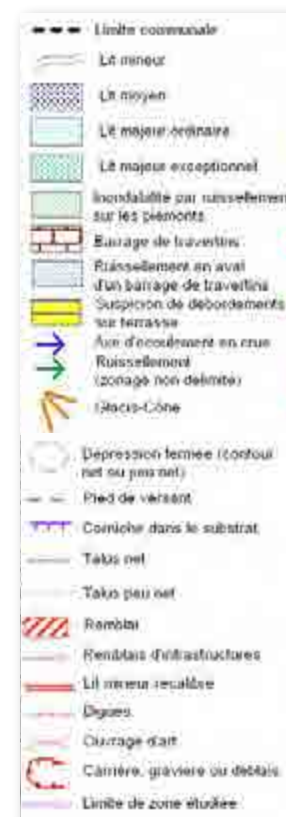 Limite communale
Lit mineur
Lit moyen
Lit majeur ordinaire
Lit majeur exceptionnel
Inondabilité par ruissellement
sur les piémonts
Barrage de travertins
Ruissellement en aval
d'un barrage de travertins
Suspicion de débordements
sur terrasse
Axe d'écoulement en crue
Ruissellement
(zonage non délimité)
Glacis-Cône
Dépression fermée (contour
net ou peu net)
Pied de versant
Corniche dans le substrat
Talus net
Talus peu net
Remblai
Remblais d'infrastructures
Lit mineur recalibré
Digues
Ouvrage d'art
Carrière, gravière ou déblais
Limite de zone étudiée